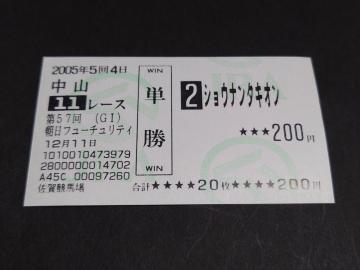 2005年5回4日
中山
11レース
第57回 (GI)
朝日フューチュリティ
12月11日
1010010473979
2800000014702
A45C 00097260
佐賀競馬場
WIN
単勝
WIN
2 ショウナンタキオン
★★★200円
合計★★★★20枚★★★★200円
JRA